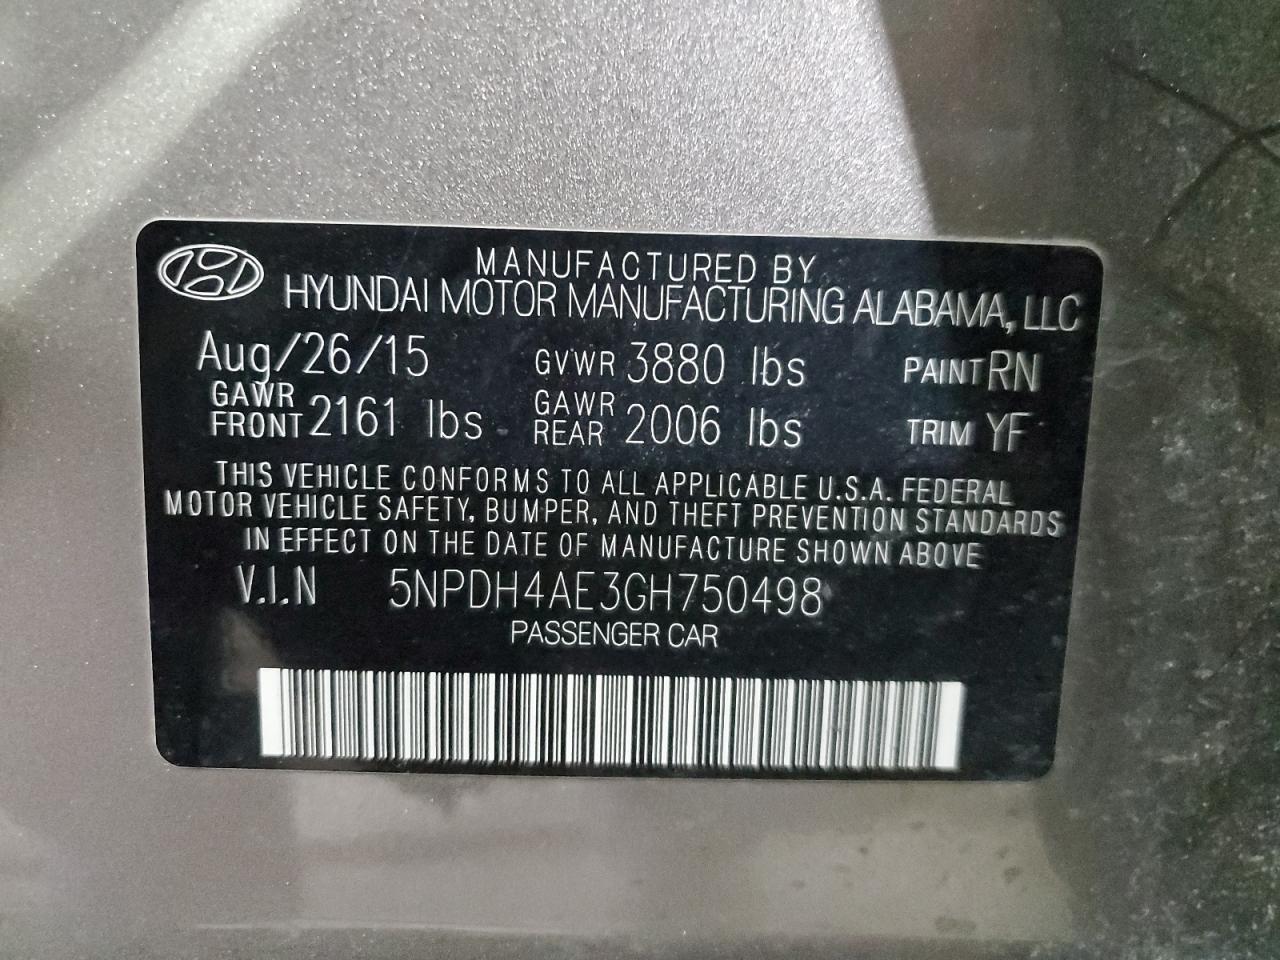 MANUFACTURED BY
HYUNDAI MOTOR MANUFACTURING ALABAMA, LLC
Aug/26/15 GVWR 3880 lbs PAINT RN
GAWR FRONT 2161 lbs GAWR REAR 2006 lbs TRIM YF
THIS VEHICLE CONFORMS TO ALL APPLICABLE U.S.A. FEDERAL
MOTOR VEHICLE SAFETY, BUMPER, AND THEFT PREVENTION STANDARDS
IN EFFECT ON THE DATE OF MANUFACTURE SHOWN ABOVE
V.I.N 5NPDH4AE3GH750498
PASSENGER CAR